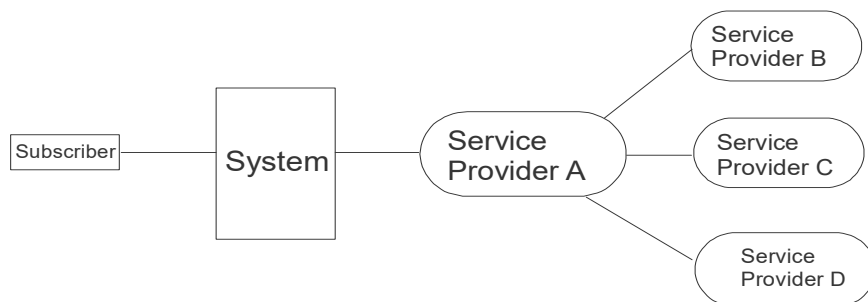 Subscriber
System
Service
Provider A
Service
Provider B
Service
Provider C
Service
Provider D